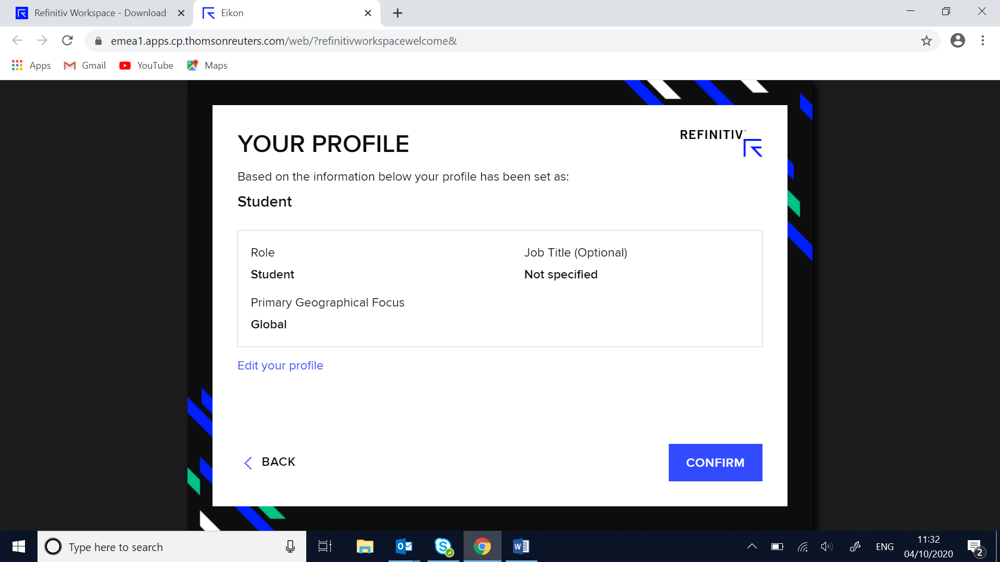 Refinitiv Workspace - Download
Eikon
emea1.apps.cp.thomsonreuters.com/web/?refinitivworkspacewelcome&
Apps
Gmail
YouTube
Maps
REFINITIV™
YOUR PROFILE
Based on the information below your profile has been set as:
Student
Role
Job Title (Optional)
Student
Not specified
Primary Geographical Focus
Global
Edit your profile
BACK
CONFIRM
Type here to search
ENG
11:32
04/10/2020
2